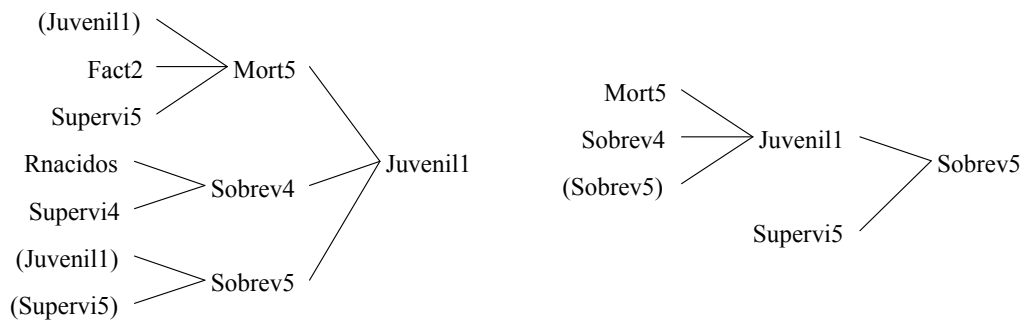 (Juvenil1)
Fact2
Mort5
Supervi5
Rnacidos
Juvenil1
Sobrev4
Supervi4
(Juvenil1)
Sobrev5
(Supervi5)
Mort5
Sobrev4
Juvenil1
(Sobrev5)
Sobrev5
Supervi5